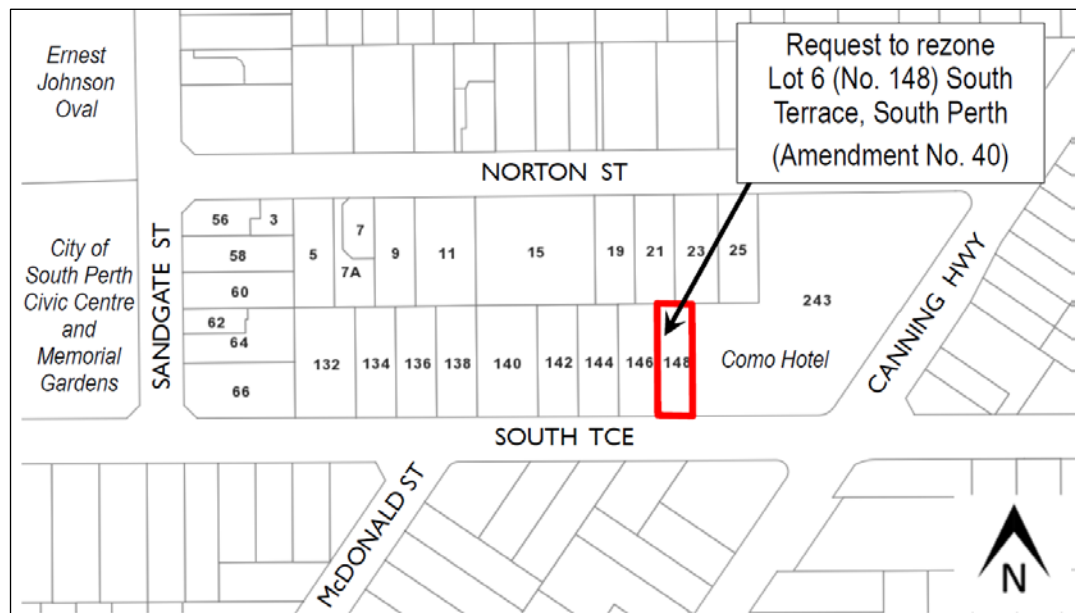 Ernest
Johnson
Oval
Request to rezone
Lot 6 (No. 148) South
Terrace, South Perth
(Amendment No. 40)
NORTON ST
City of
South Perth
Civic Centre
and
Memorial
Gardens
SANDGATE ST
56 3
58
60
62
64
66
5 7 7A 9 11 15 19 21 23 25
243
132 134 136 138 140 142 144 146 148
Como Hotel
CANNING HWY
SOUTH TCE
McDONALD ST
N